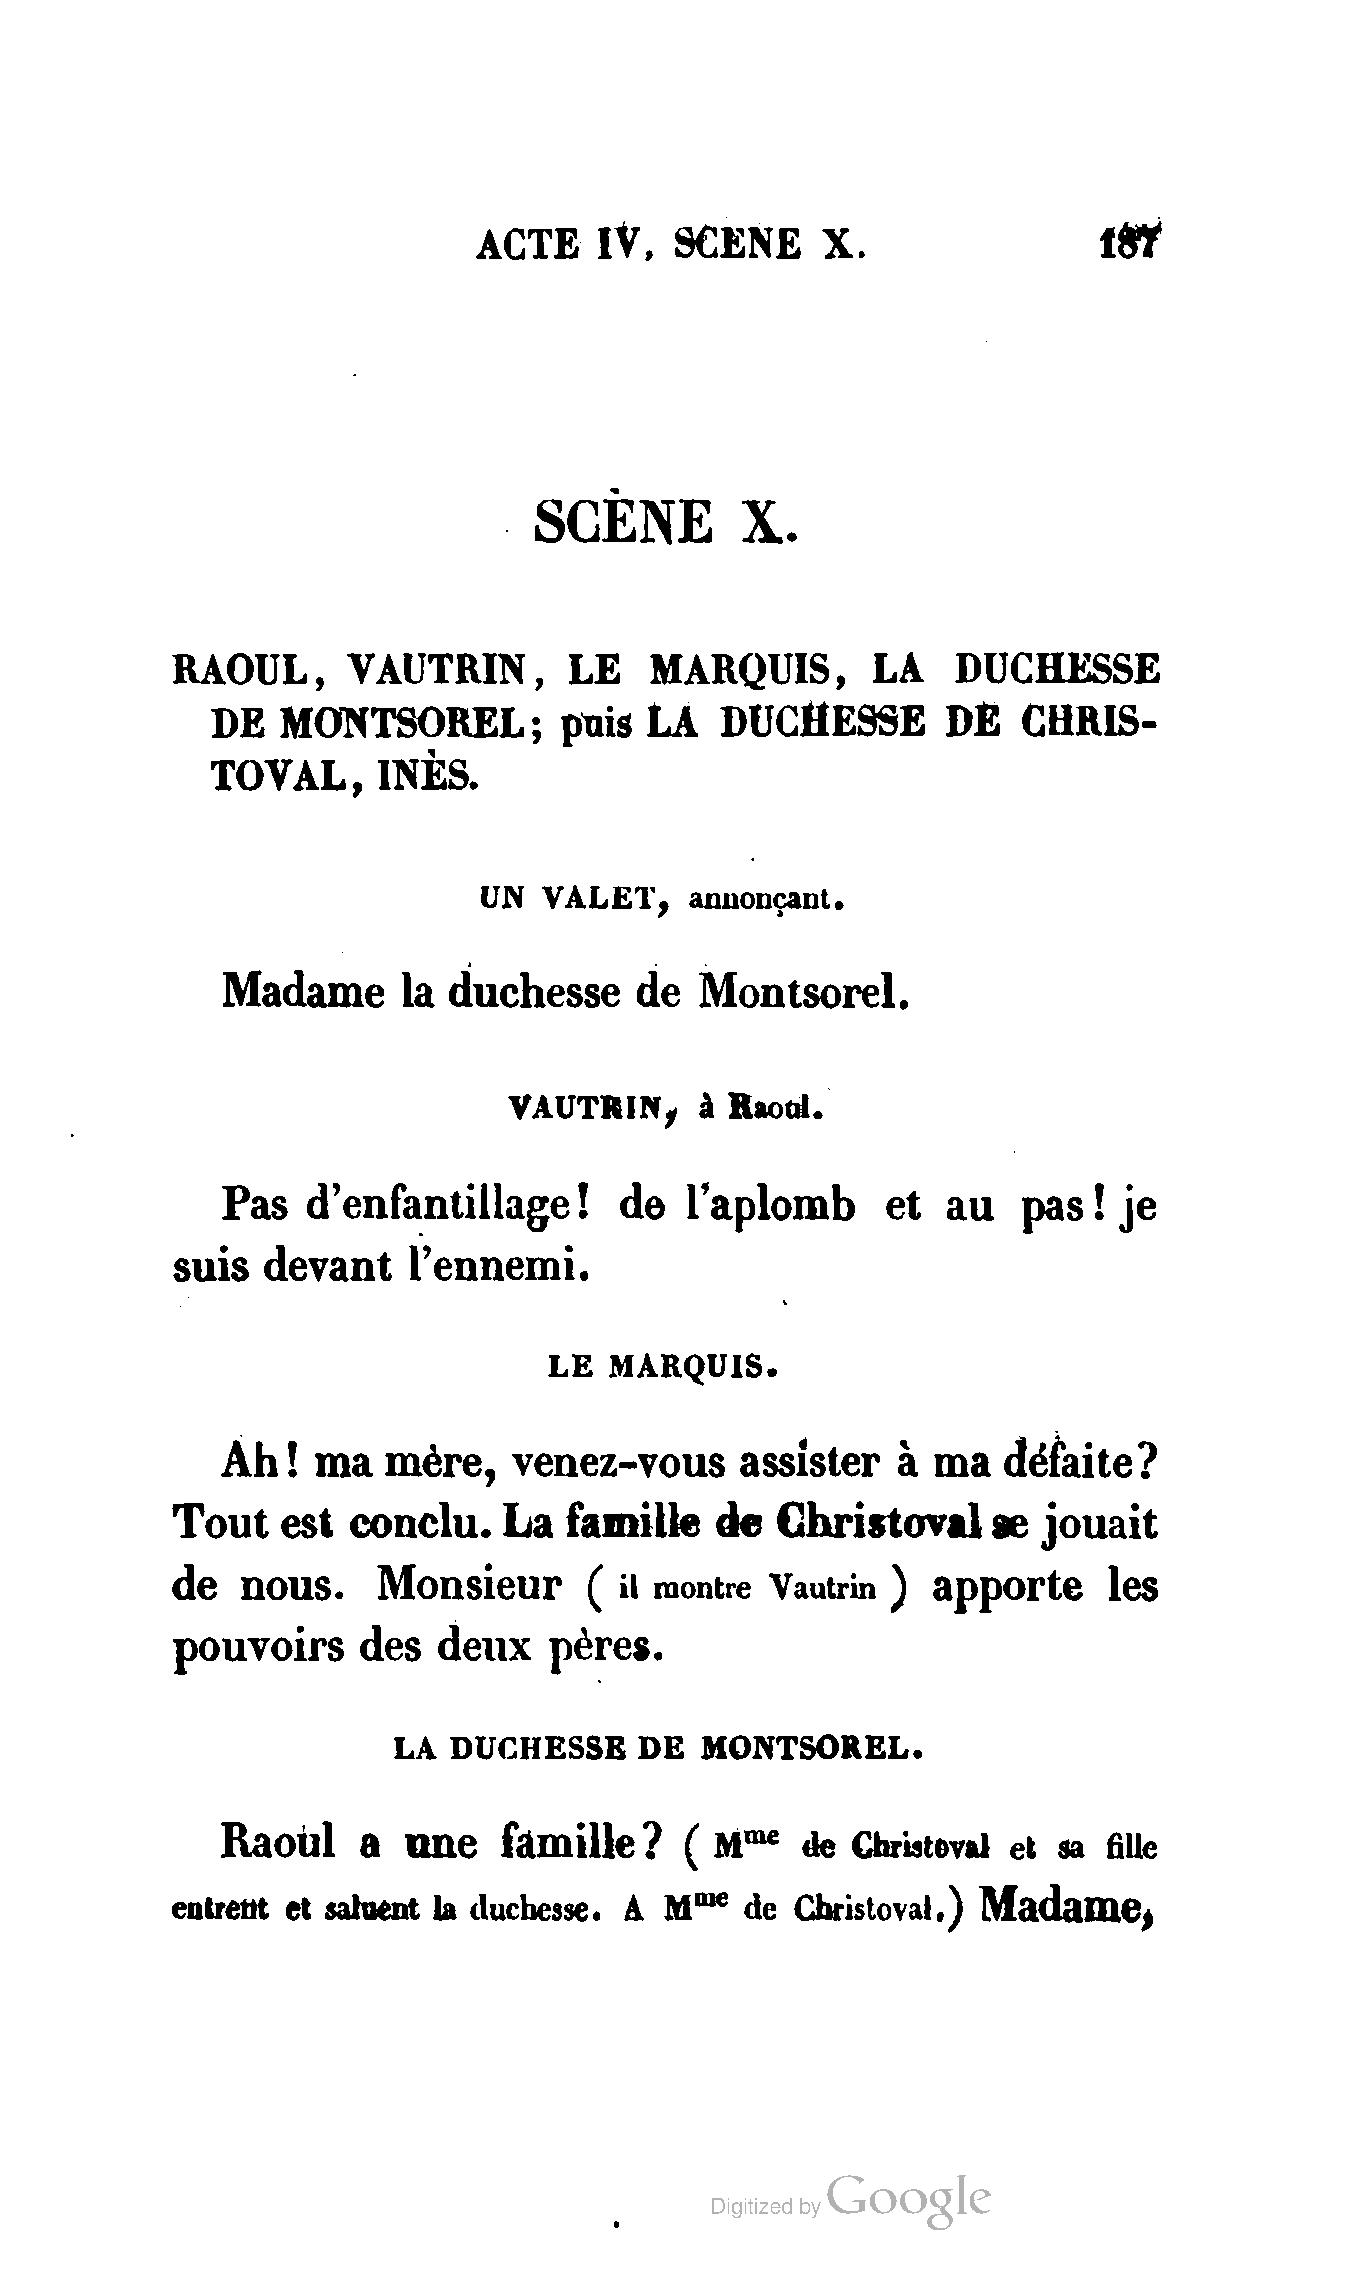 ACTE IV, SCENE X. 187
SCÈNE X.
RAOUL, VAUTRIN, LE MARQUIS, LA DUCHESSE
DE MONTSOREL; puis LA DUCHESSE DE CHRIS-
TOVAL, INÈS.
UN VALET, annonçant.
Madame la duchesse de Montsorel.
VAUTRIN, à Raoul.
Pas d'enfantillage! de l'aplomb et au pas! je
suis devant l'ennemi.
LE MARQUIS.
Ah! ma mère, venez-vous assister à ma défaite?
Tout est conclu. La famille de Christoval se jouait
de nous. Monsieur (il montre Vautrin) apporte les
pouvoirs des deux pères.
LA DUCHESSE DE MONTSOREL.
Raoul a une famille? (Mme de Christoval et sa fille
entrent et saluent la duchesse. A Mme de Christoval.) Madame,
Digitized by Google